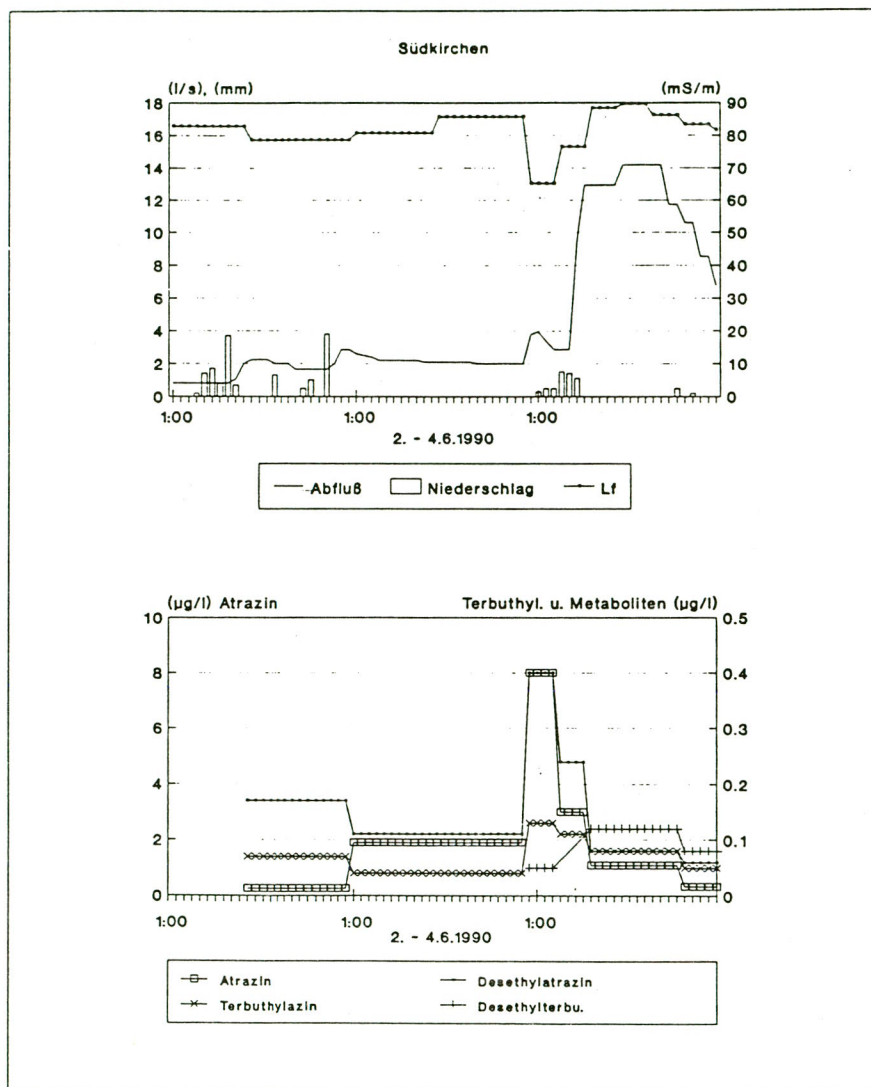 Südkirchen
(l/s), (mm) (mS/m)
18 90
16 80
14 70
12 60
10 50
8 40
6 30
4 20
2 10
0 0
1:00 1:00 1:00
2. - 4.6.1990
Abfluß Niederschlag Lf
(µg/l) Atrazin Terbuthyl. u. Metaboliten (µg/l)
10 0.5
8 0.4
6 0.3
4 0.2
2 0.1
0 0
1:00 1:00 1:00
2. - 4.6.1990
Atrazin Desethylatrazin
Terbuthylazin Desethylterbu.